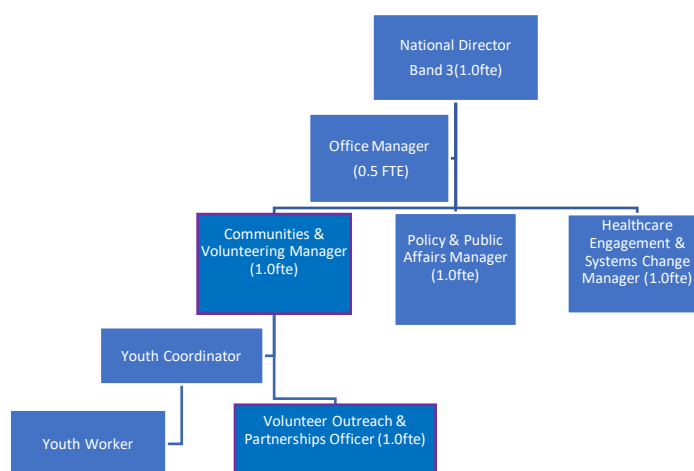 National Director
Band 3(1.0fte)
Office Manager
(0.5 FTE)
Communities &
Volunteering Manager
(1.0fte)
Policy & Public
Affairs Manager
(1.0fte)
Healthcare
Engagement &
Systems Change
Manager (1.0fte)
Youth Coordinator
Volunteer Outreach &
Partnerships Officer (1.0fte)
Youth Worker